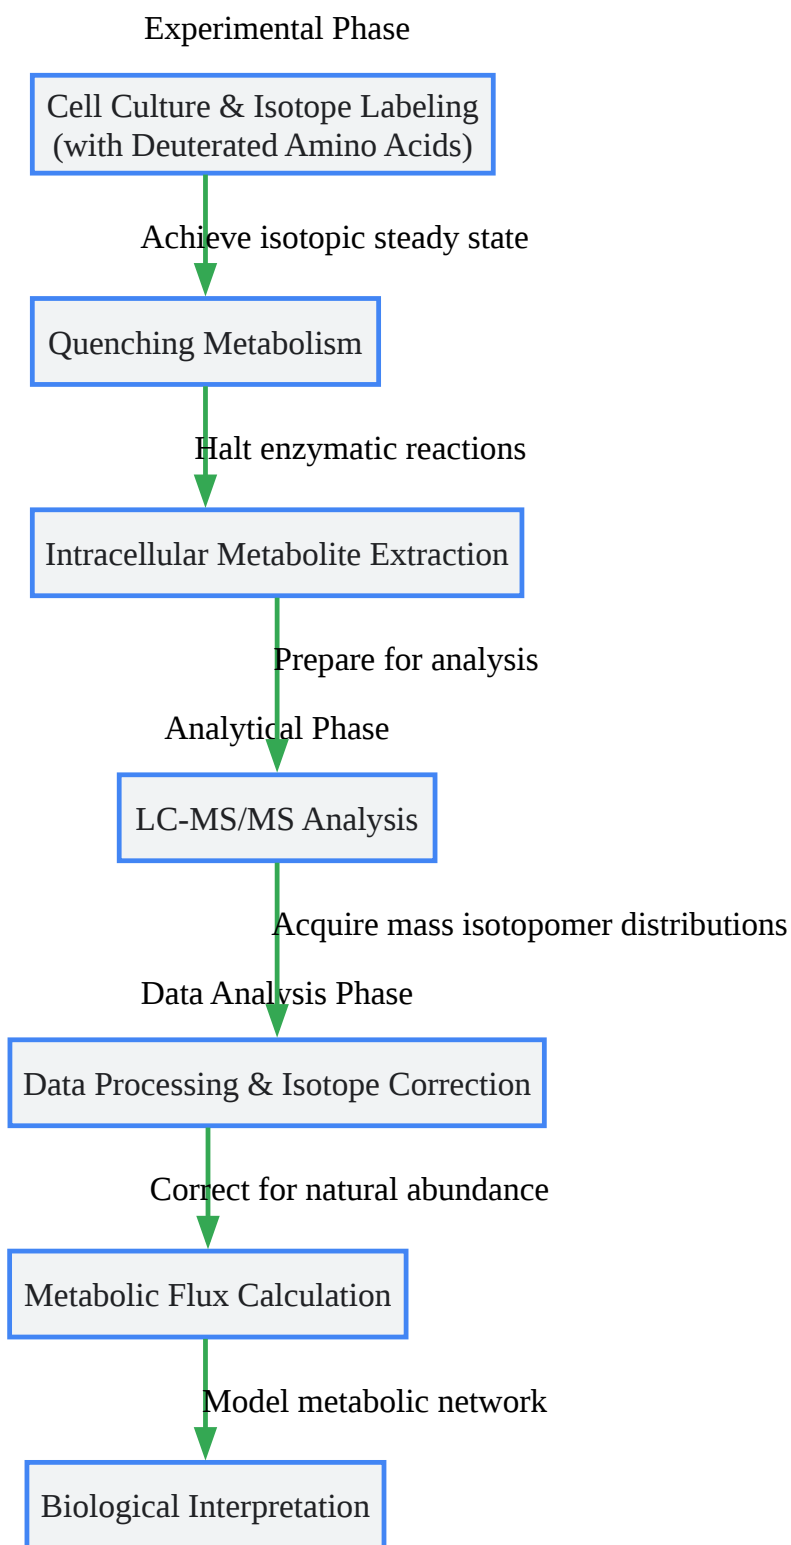 Experimental Phase
Cell Culture & Isotope Labeling
(with Deuterated Amino Acids)
Achieve isotopic steady state
Quenching Metabolism
Halt enzymatic reactions
Intracellular Metabolite Extraction
Prepare for analysis
Analytical Phase
LC-MS/MS Analysis
Acquire mass isotopomer distributions
Data Analysis Phase
Data Processing & Isotope Correction
Correct for natural abundance
Metabolic Flux Calculation
Model metabolic network
Biological Interpretation